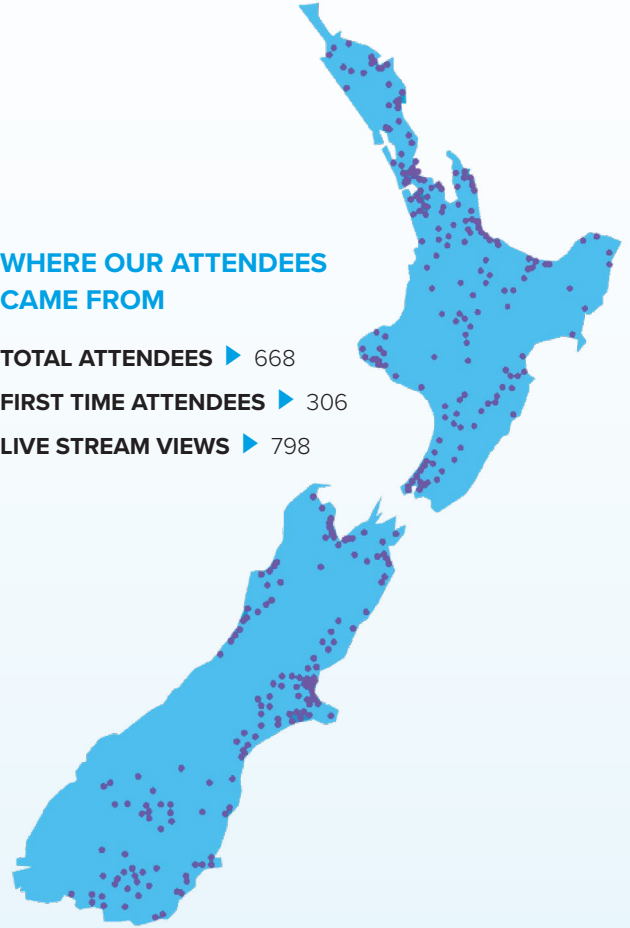 WHERE OUR ATTENDEES
CAME FROM
TOTAL ATTENDEES ▶ 668
FIRST TIME ATTENDEES ▶ 306
LIVE STREAM VIEWS ▶ 798